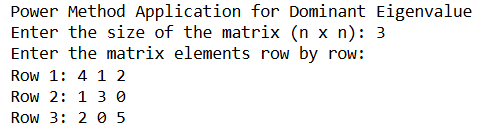 Power Method Application for Dominant Eigenvalue
Enter the size of the matrix (n x n): 3
Enter the matrix elements row by row:
Row 1: 4 1 2
Row 2: 1 3 0
Row 3: 2 0 5